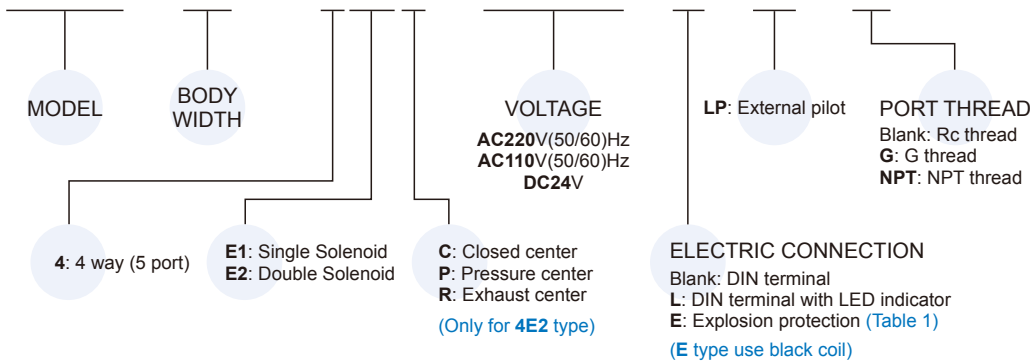 MODEL
BODY
WIDTH
VOLTAGE
AC220V(50/60)Hz
AC110V(50/60)Hz
DC24V
LP: External pilot
PORT THREAD
Blank: Rc thread
G: G thread
NPT: NPT thread
4: 4 way (5 port)
E1: Single Solenoid
E2: Double Solenoid
C: Closed center
P: Pressure center
R: Exhaust center
(Only for 4E2 type)
ELECTRIC CONNECTION
Blank: DIN terminal
L: DIN terminal with LED indicator
E: Explosion protection (Table 1)
(E type use black coil)